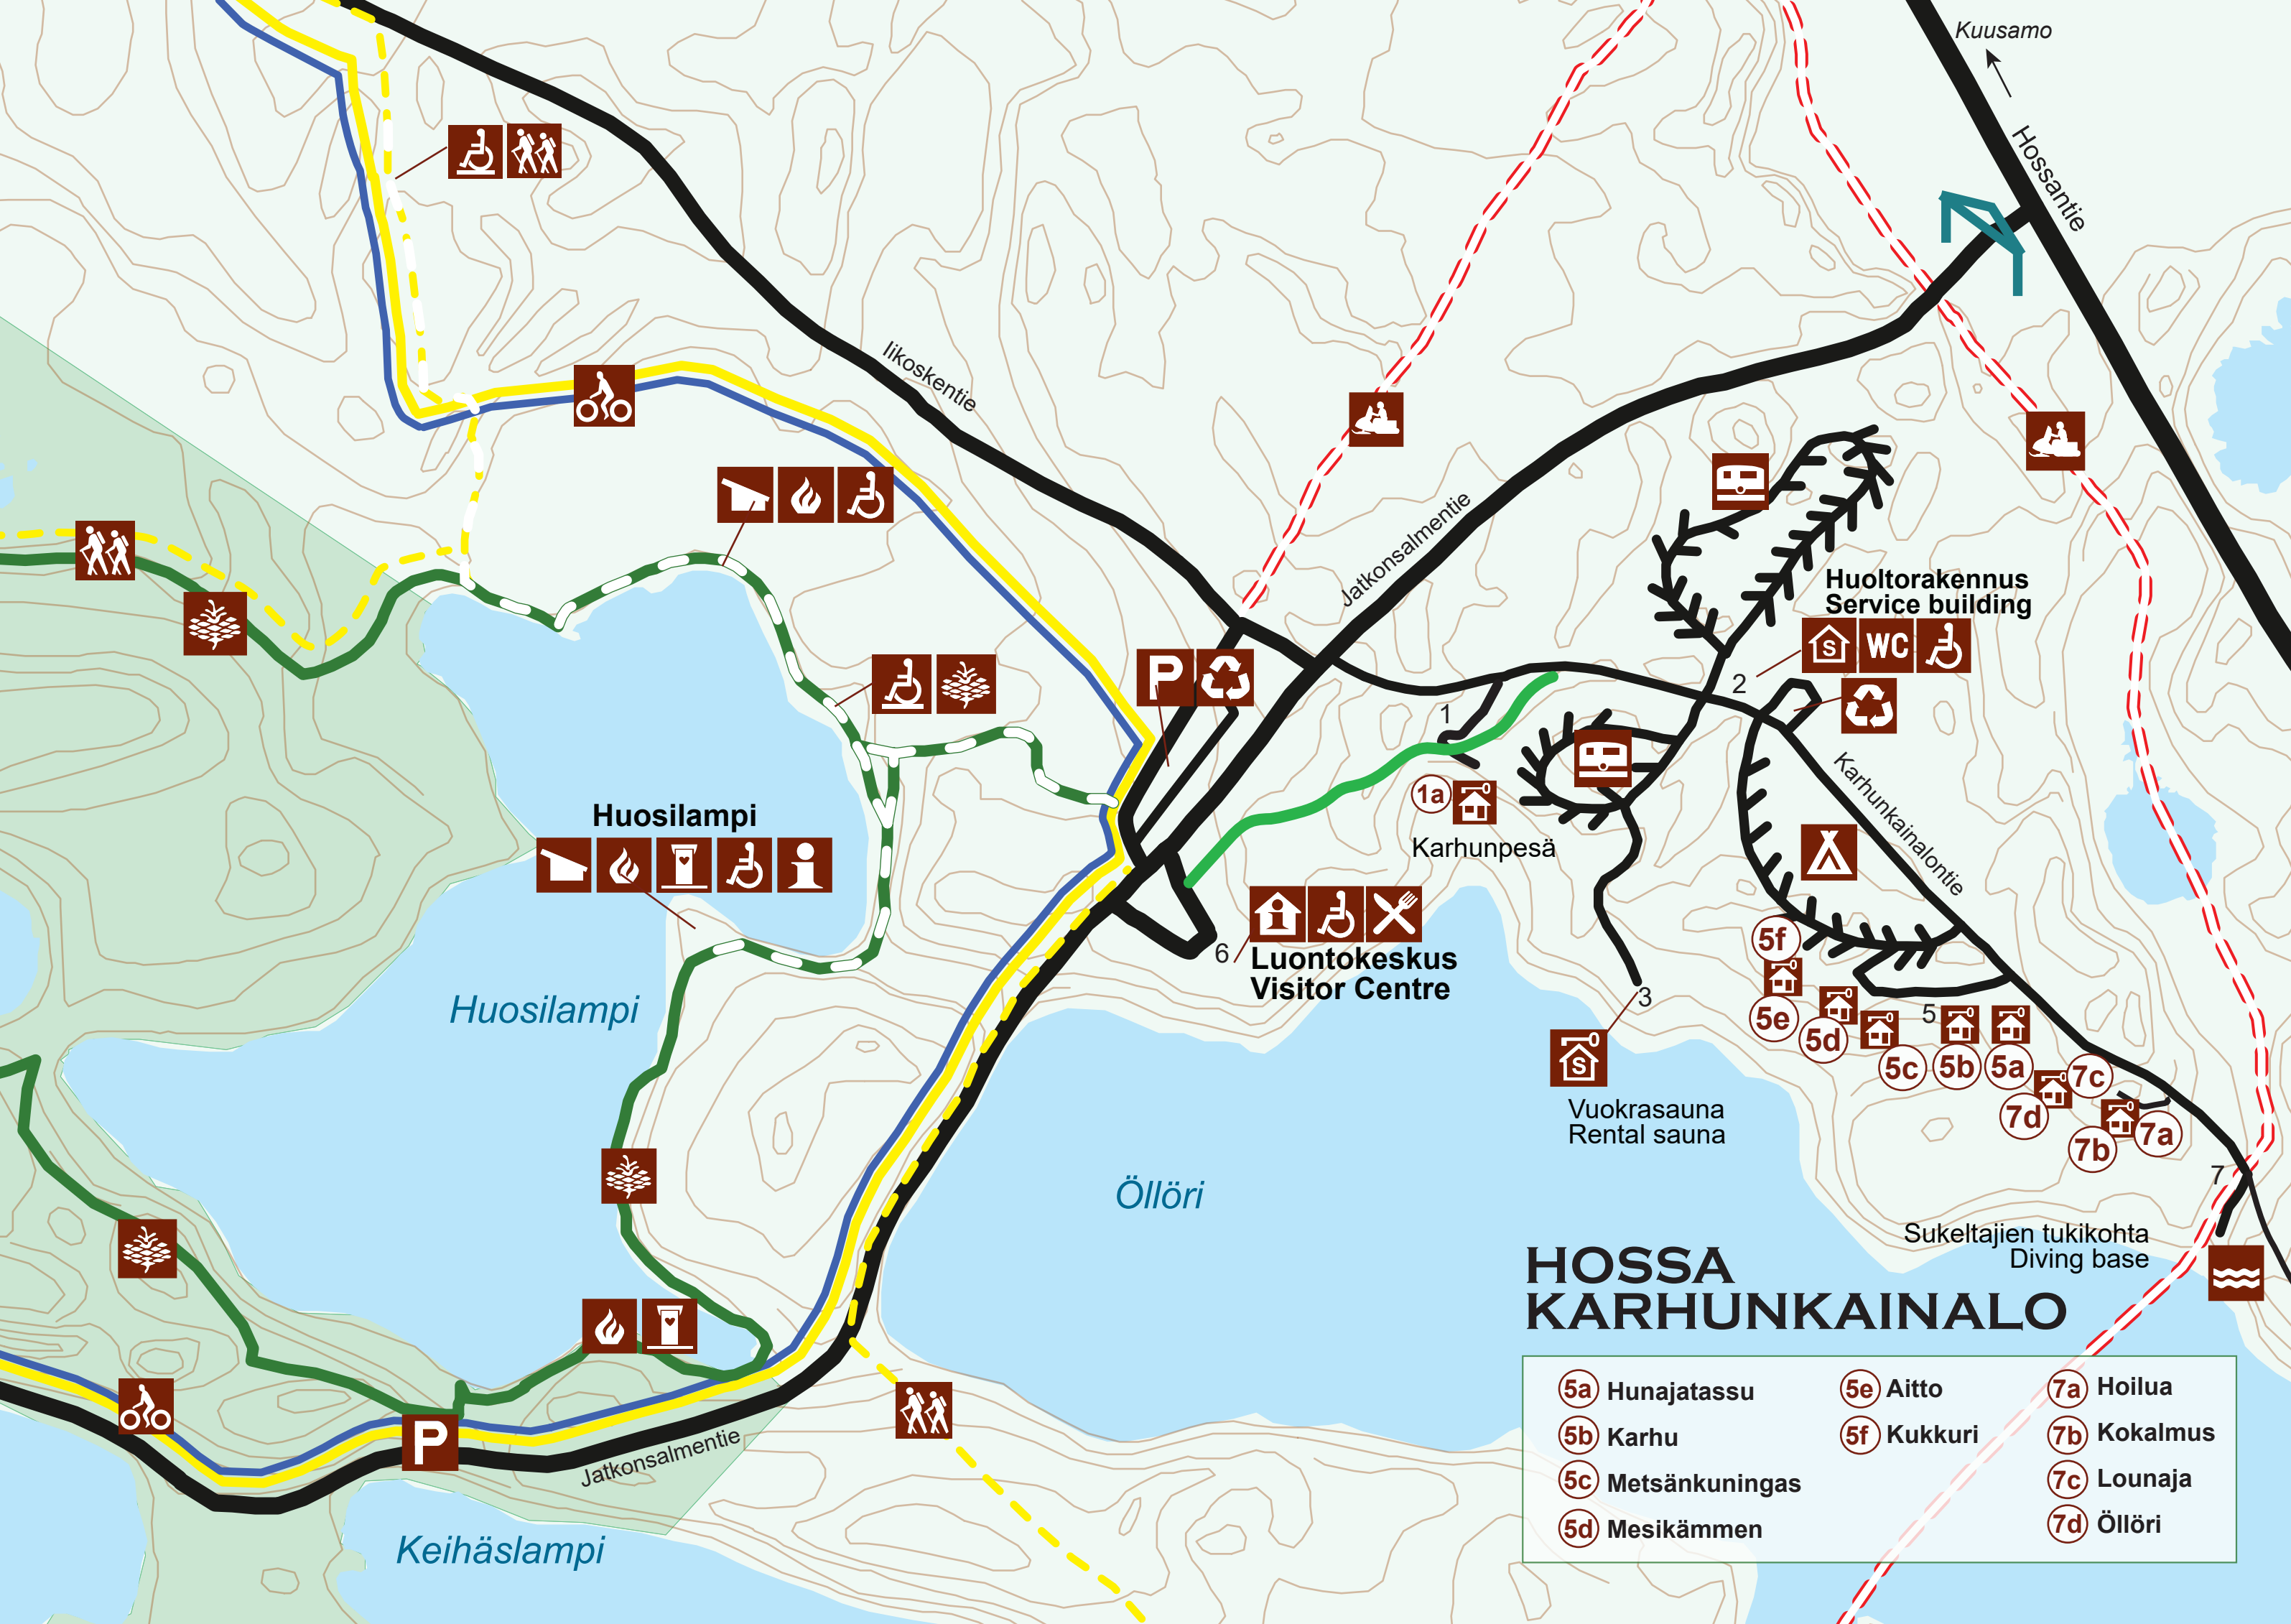 Kuusamo
Hossantie
Iikoskentie
Jatkonsalmentie
Huoltorakennus
Service building
S
WC
2
P
1
1a
Karhunpesä
Karhunkainalontie
Huosilampi
Huosilampi
6
Luontokeskus
Visitor Centre
5f
5e
5d
5c
5
5b
5a
3
S
Vuokrasauna
Rental sauna
7c
7d
7b
7a
7
Öllöri
Sukeltajien tukikohta
Diving base
HOSSA
KARHUNKAINALO
P
Jatkonsalmentie
Keihäslampi
5a Hunajatassu
5b Karhu
5c Metsänkuningas
5d Mesikämmen
5e Aitto
5f Kukkuri
7a Hoilua
7b Kokalmus
7c Lounaja
7d Öllöri